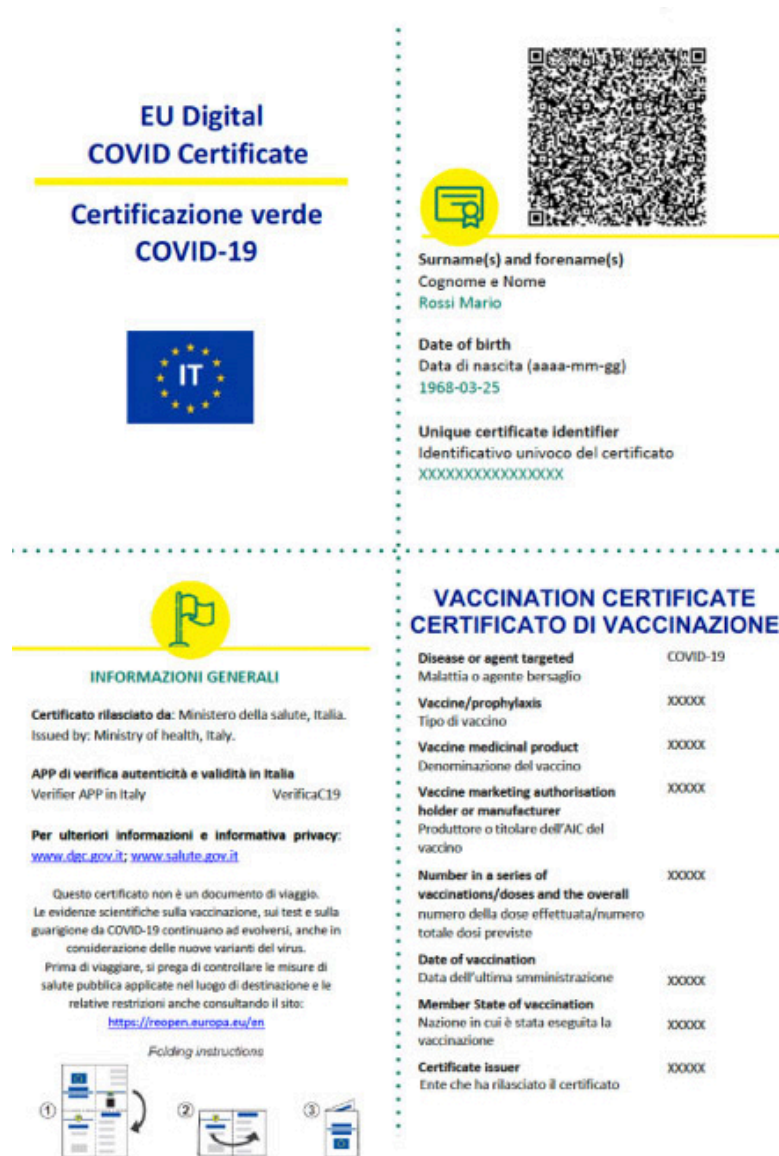 EU Digital
COVID Certificate
Certificazione verde
COVID-19
IT
Surname(s) and forename(s)
Cognome e Nome
Rossi Mario
Date of birth
Data di nascita (aaaa-mm-gg)
1968-03-25
Unique certificate identifier
Identificativo univoco del certificato
XXXXXXXXXXXXXXXX
INFORMAZIONI GENERALI
Certificato rilasciato da: Ministero della salute, Italia.
Issued by: Ministry of health, Italy.
APP di verifica autenticità e validità in Italia
Verifier APP in Italy VerificaC19
Per ulteriori informazioni e informativa privacy:
www.dgc.gov.it; www.salute.gov.it
Questo certificato non è un documento di viaggio.
Le evidenze scientifiche sulla vaccinazione, sui test e sulla
guarigione da COVID-19 continuano ad evolversi, anche in
considerazione delle nuove varianti del virus.
Prima di viaggiare, si prega di controllare le misure di
salute pubblica applicate nel luogo di destinazione e le
relative restrizioni anche consultando il sito:
https://reopen.europa.eu/en
Folding instructions
1
2
3
VACCINATION CERTIFICATE
CERTIFICATO DI VACCINAZIONE
Disease or agent targeted COVID-19
Malattia o agente bersaglio
Vaccine/prophylaxis XXXXX
Tipo di vaccino
Vaccine medicinal product XXXXX
Denominazione del vaccino
Vaccine marketing authorisation XXXXX
holder or manufacturer
Produttore o titolare dell'AIC del
vaccino
Number in a series of XXXXX
vaccinations/doses and the overall
numero della dose effettuata/numero
totale dosi previste
Date of vaccination
Data dell'ultima smministrazione XXXXX
Member State of vaccination
Nazione in cui è stata eseguita la XXXXX
vaccinazione
Certificate issuer XXXXX
Ente che ha rilasciato il certificato